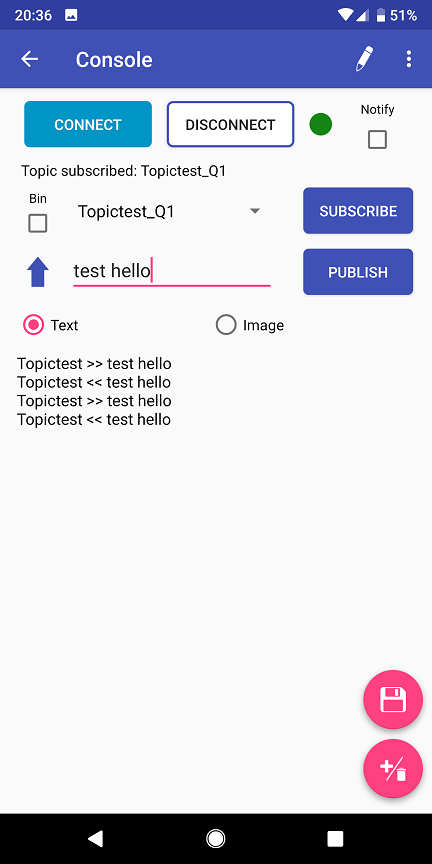 20:36 51%
Console
CONNECT DISCONNECT Notify
Topic subscribed: Topictest_Q1
Bin
Topictest_Q1 SUBSCRIBE
test hello PUBLISH
Text Image
Topictest >> test hello
Topictest << test hello
Topictest >> test hello
Topictest << test hello